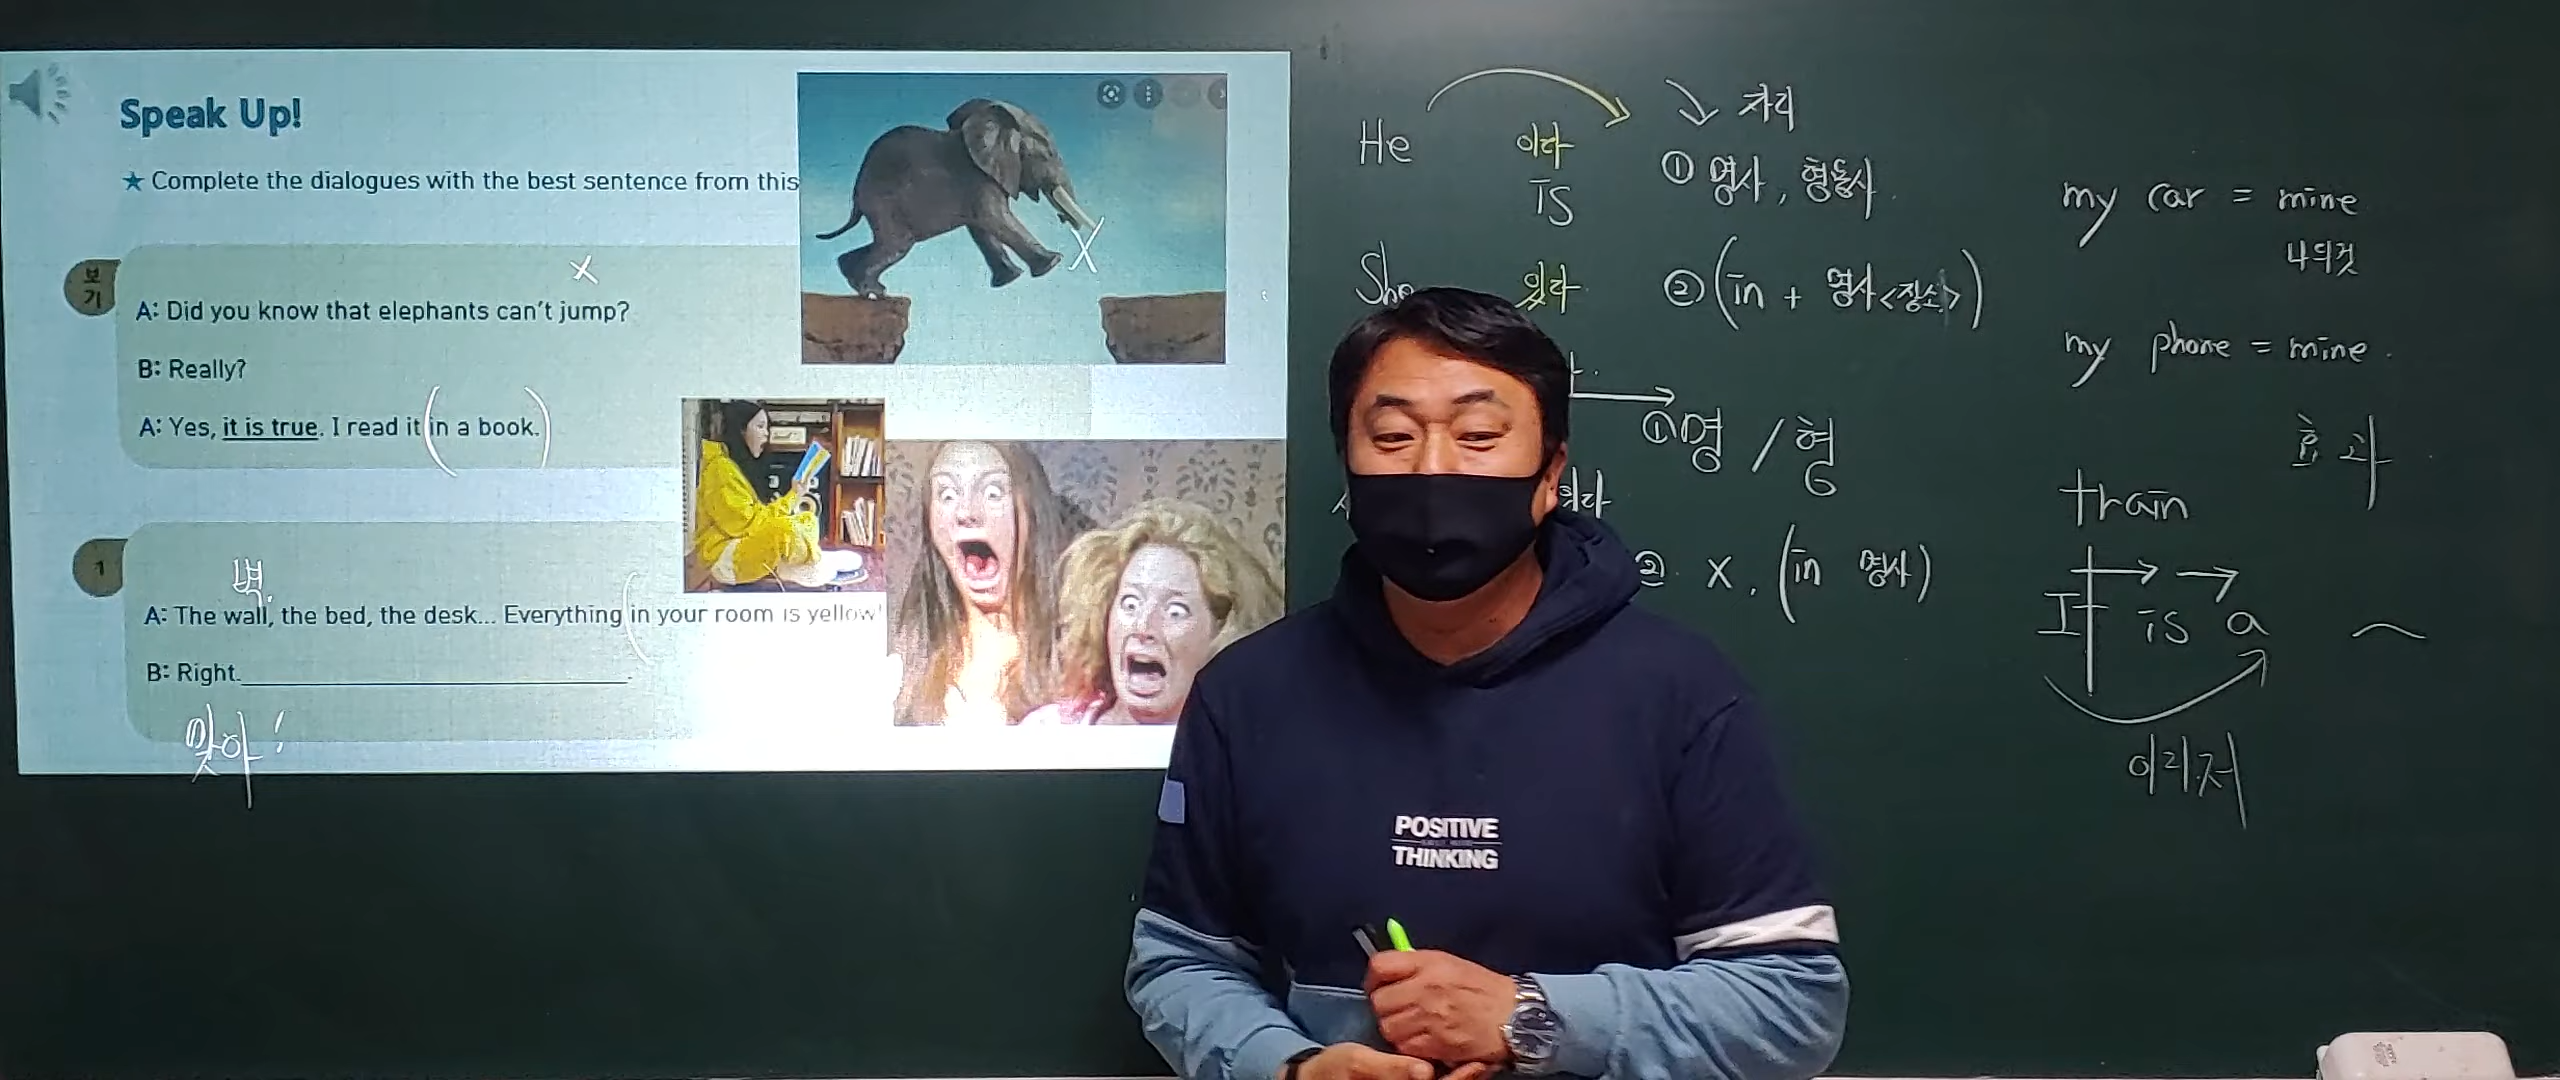 Speak Up!
★ Complete the dialogues with the best sentence from this
보기
X
X
A: Did you know that elephants can't jump?
B: Really?
A: Yes, it is true. I read it (in a book.)
1
벽
A: The wall, the bed, the desk... Everything (in your room is yellow!
B: Right.
맞아!
He 이다 is
자리
① 명사, 형용사
She 있다 ② (in + 명사<장소>)
① 명 / 형
② X. (in 명사)
my car = mine
나의것
my phone = mine.
효과
train
It is a
POSITIVE
THINKING